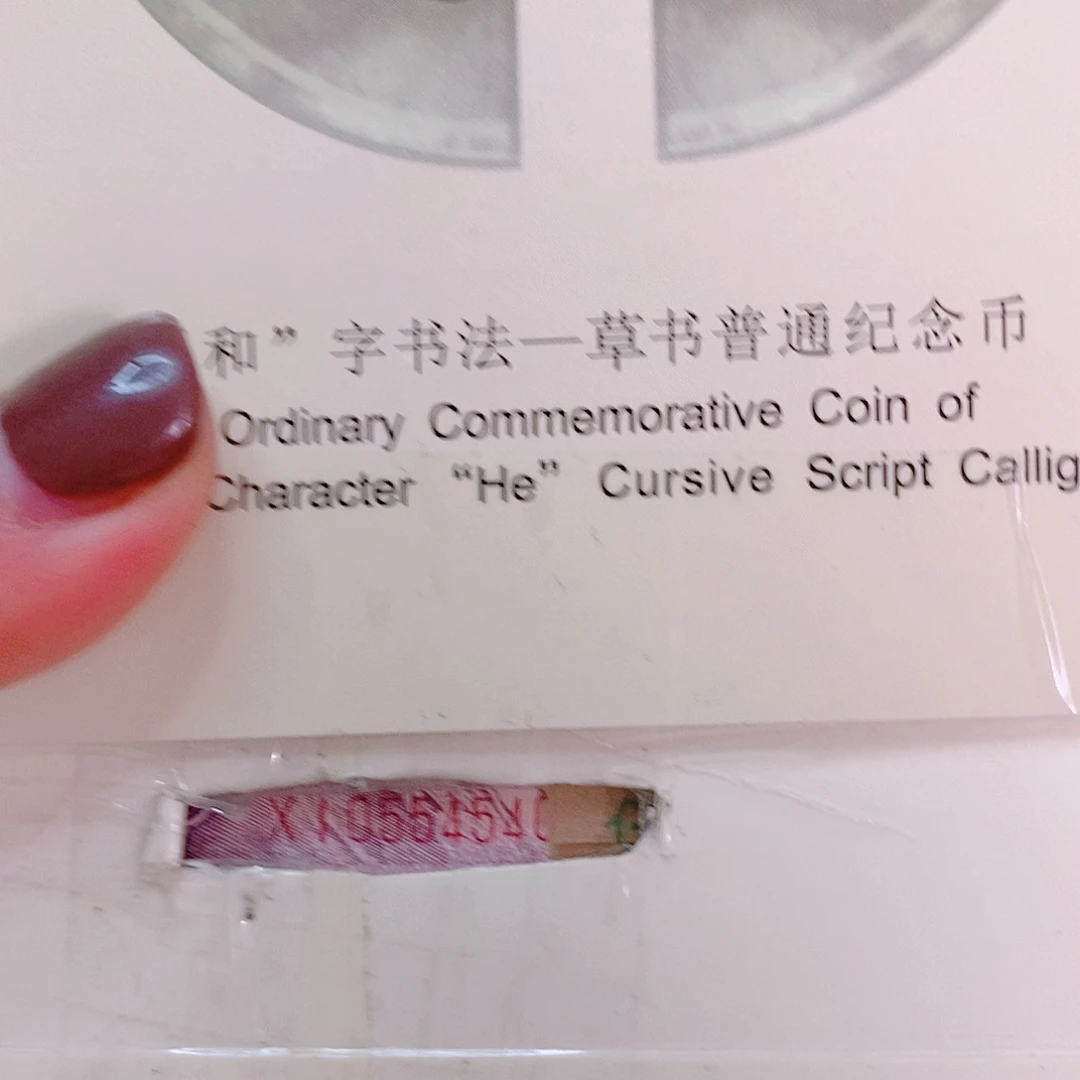 和”字书法—草书普通纪念币
Ordinary Commemorative Coin of
Character “He” Cursive Script Callig